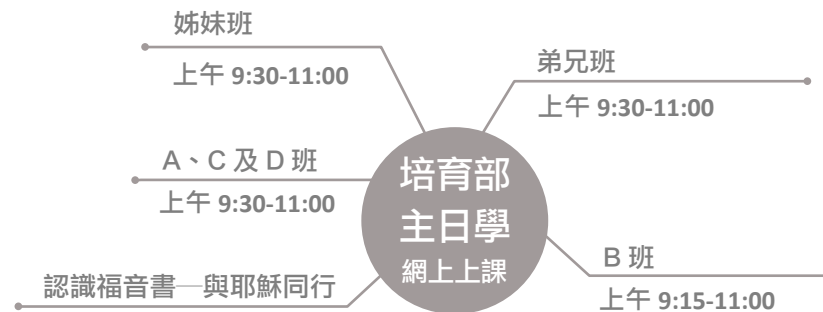 姊妹班
上午 9:30-11:00
弟兄班
上午 9:30-11:00
A、C 及 D 班
上午 9:30-11:00
培育部
主日學
網上上課
B 班
上午 9:15-11:00
認識福音書─與耶穌同行